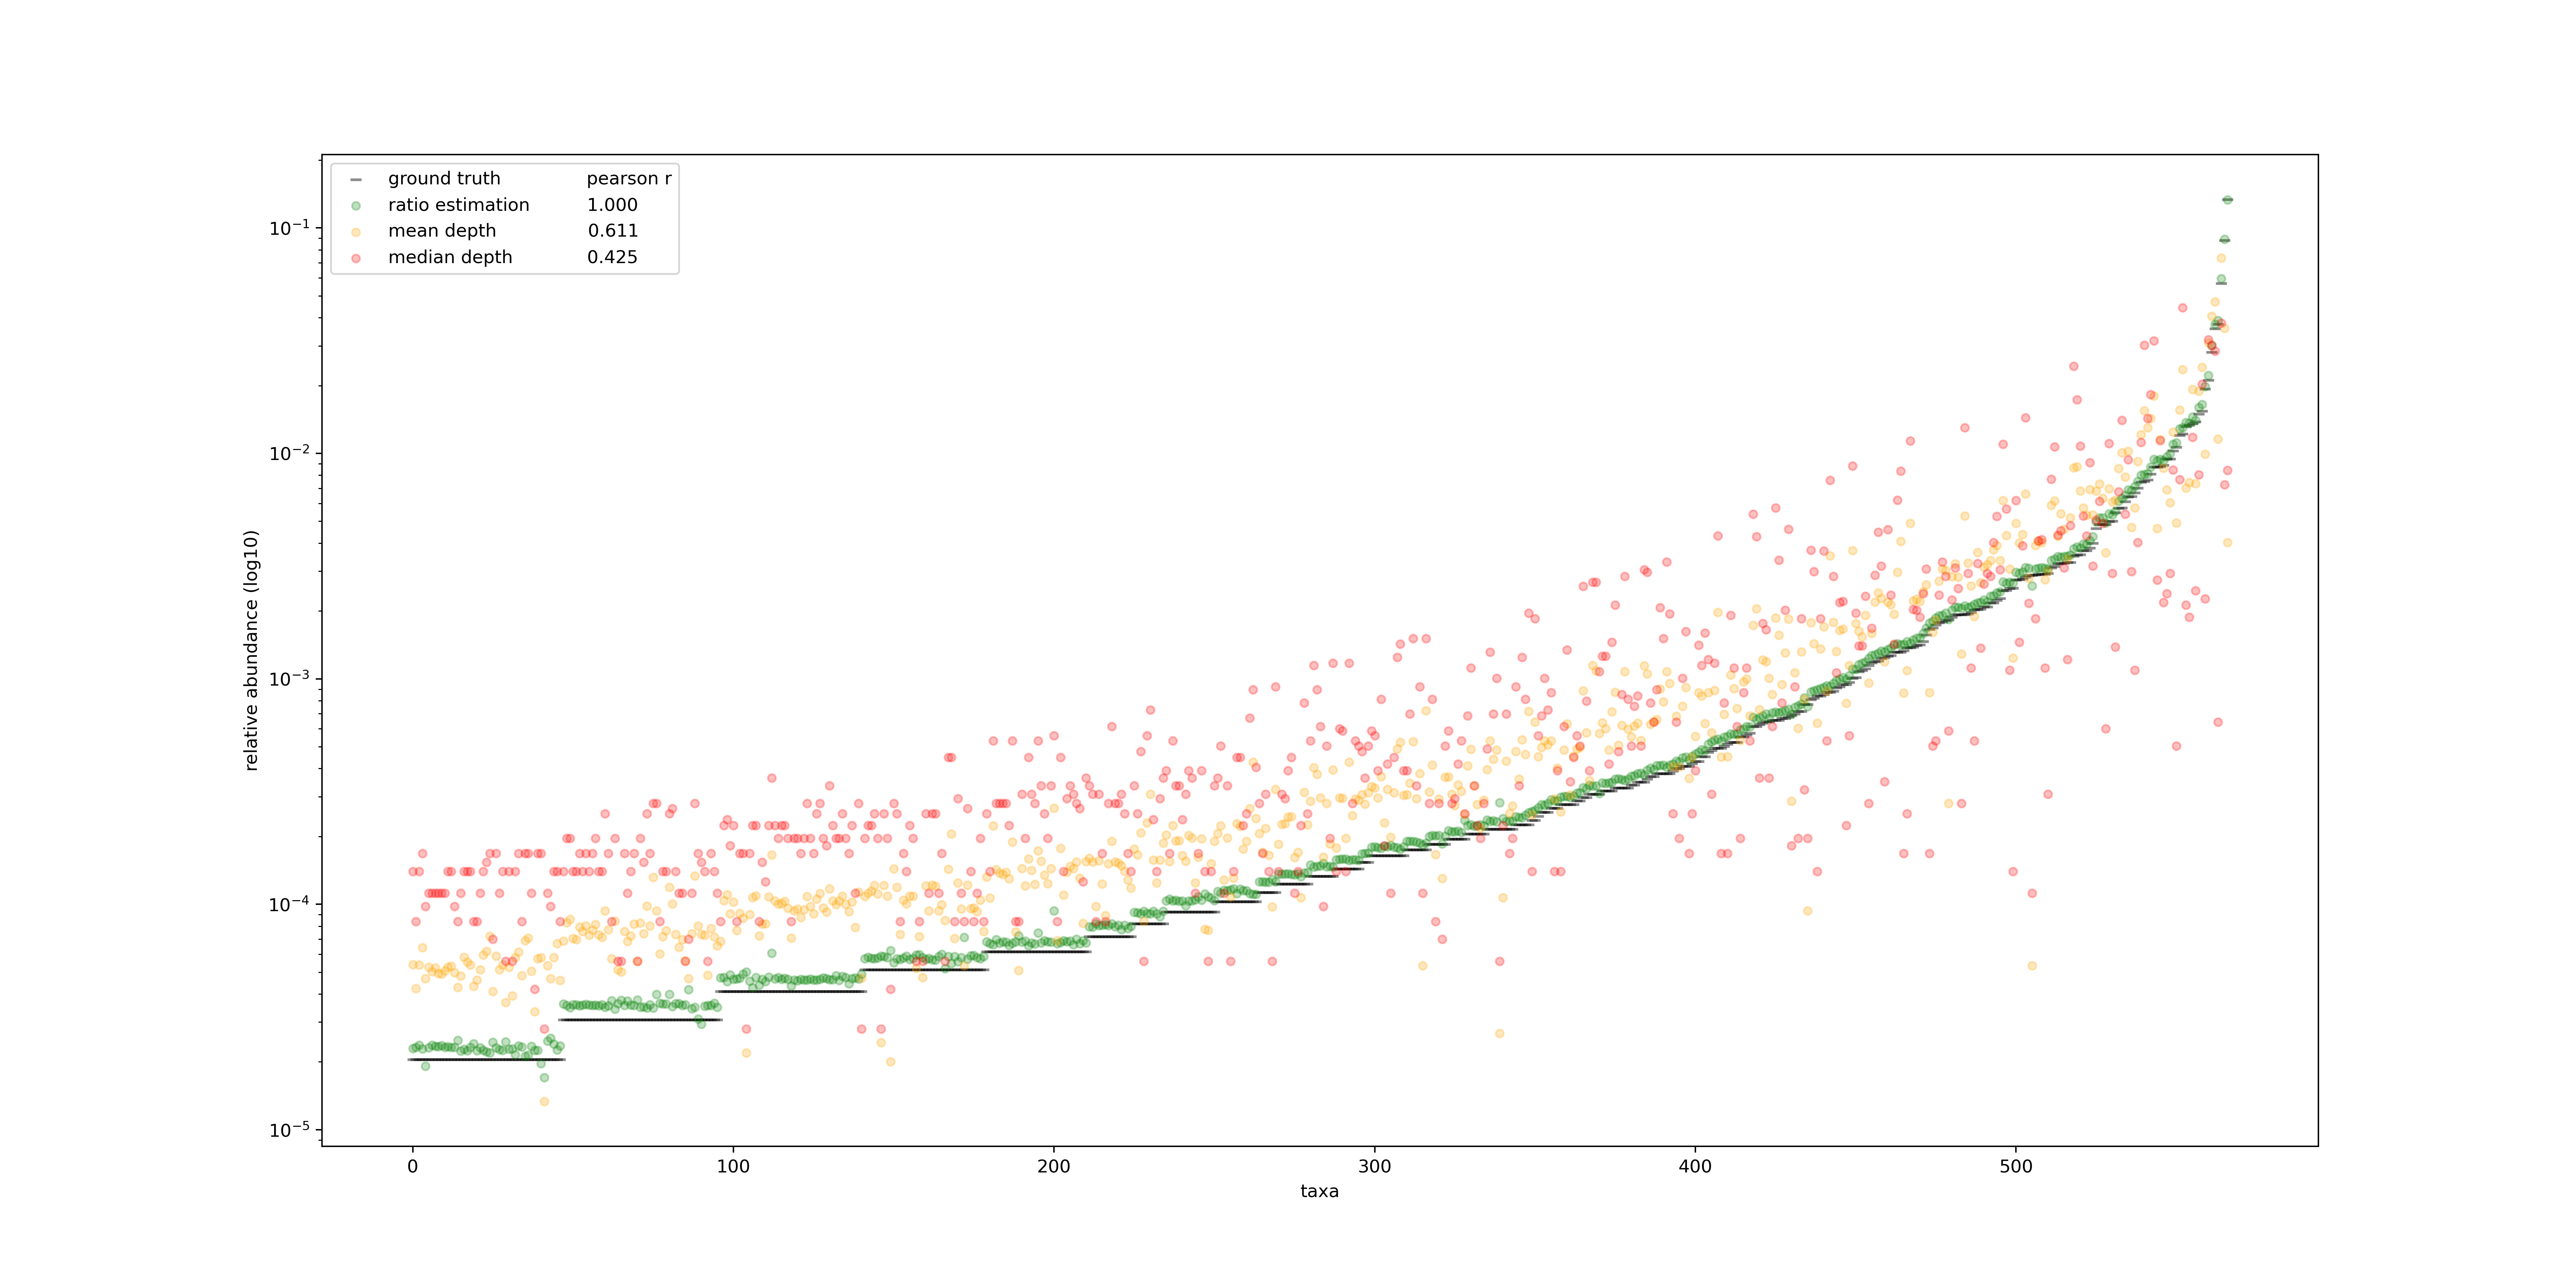 ground truth pearson r
ratio estimation 1.000
mean depth 0.611
median depth 0.425
10⁻¹
10⁻²
10⁻³
10⁻⁴
10⁻⁵
relative abundance (log10)
0 100 200 300 400 500
taxa